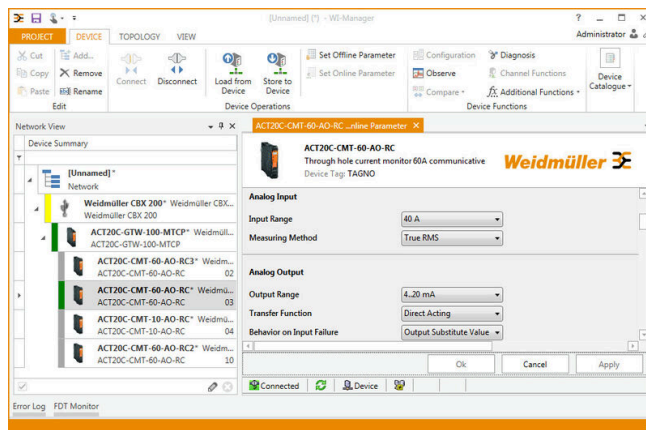 [Unnamed] (*) - WI-Manager
PROJECT DEVICE TOPOLOGY VIEW Administrator
Cut Add...
Copy Remove
Paste Rename
Connect Disconnect Load from Device Store to Device
Set Offline Parameter
Set Online Parameter
Configuration Diagnosis
Observe Channel Functions
Compare Additional Functions
Device Catalogue
Edit Device Operations Device Functions
Network View
Device Summary
[Unnamed]*
Network
Weidmüller CBX 200* Weidmüller CBX...
Weidmüller CBX 200
ACT20C-GTW-100-MTCP* Weidmüll...
ACT20C-GTW-100-MTCP
ACT20C-CMT-60-AO-RC3* Weidm...
ACT20C-CMT-60-AO-RC 02
ACT20C-CMT-60-AO-RC* Weidmü...
ACT20C-CMT-60-AO-RC 03
ACT20C-CMT-10-AO-RC* Weidmü...
ACT20C-CMT-10-AO-RC 04
ACT20C-CMT-60-AO-RC2* Weidm...
ACT20C-CMT-60-AO-RC 10
ACT20C-CMT-60-AO-RC ...nline Parameter
ACT20C-CMT-60-AO-RC
Through hole current monitor 60A communicative
Device Tag: TAGNO
Weidmüller
Analog Input
Input Range 40 A
Measuring Method True RMS
Analog Output
Output Range 4..20 mA
Transfer Function Direct Acting
Behavior on Input Failure Output Substitute Value
Ok Cancel Apply
Connected Device
Error Log FDT Monitor